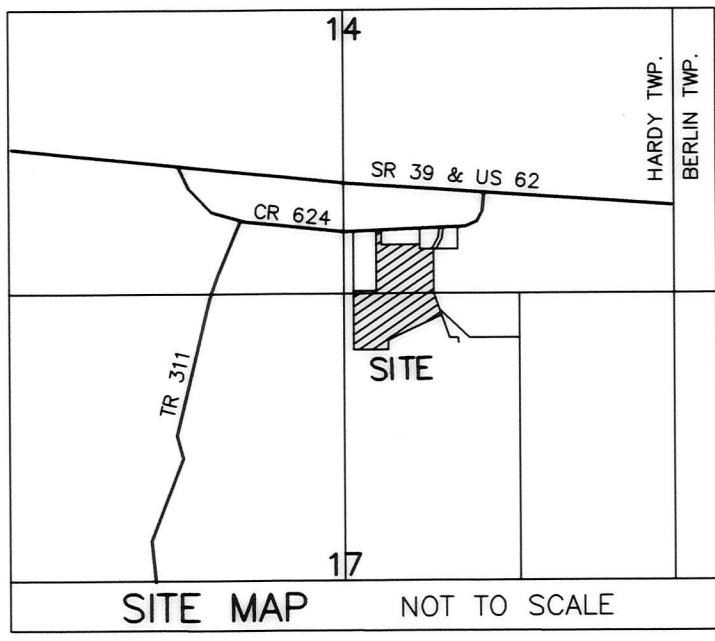 14
HARDY TWP.
BERLIN TWP.
SR 39 & US 62
CR 624
TR 311
SITE
17
SITE MAP
NOT TO SCALE